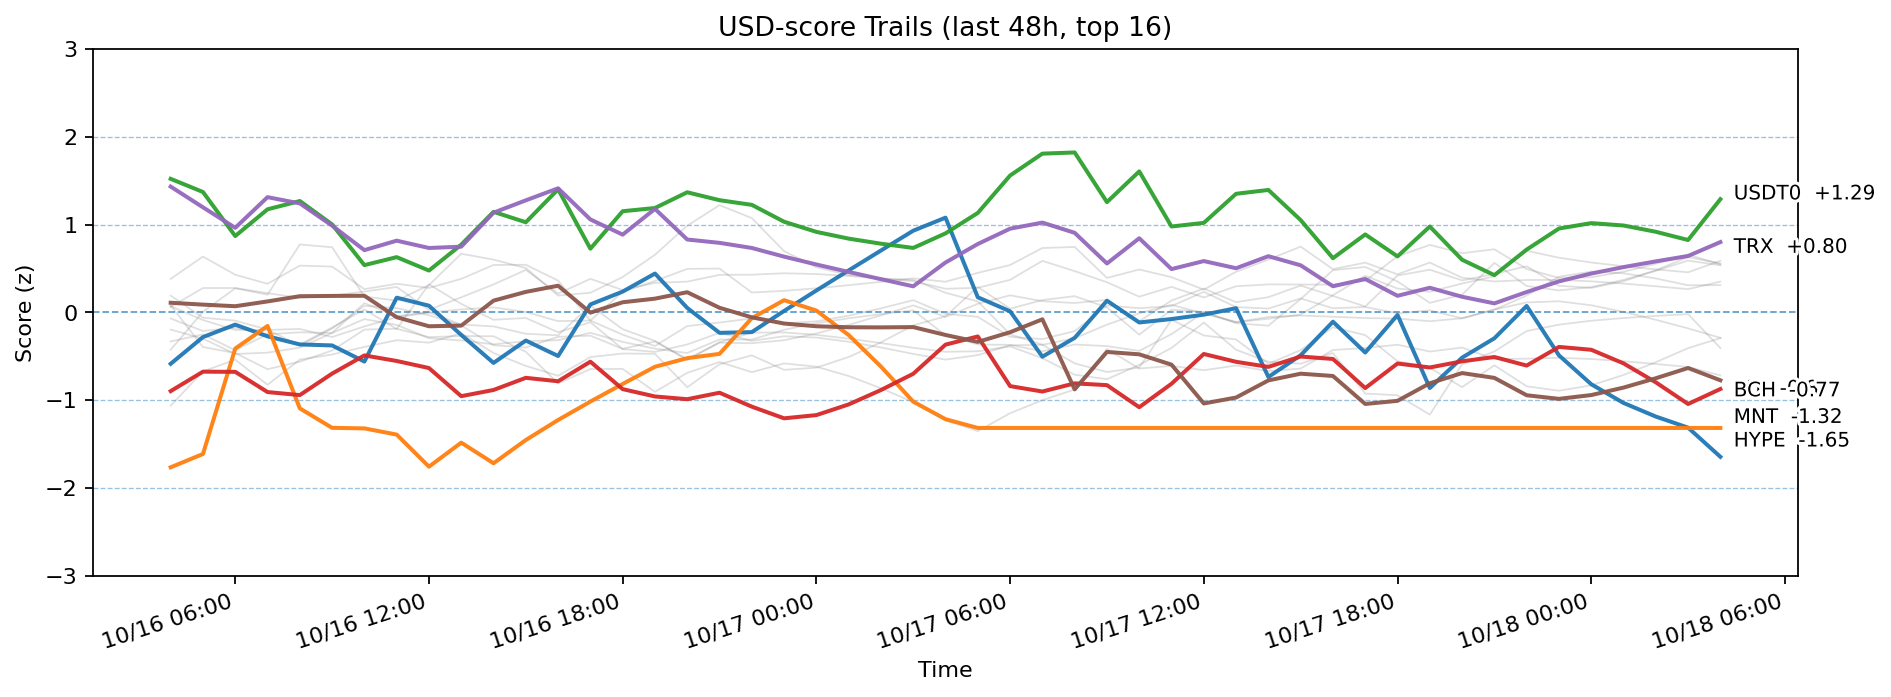 USD-score Trails (last 48h, top 16)
Score (z)
3
2
1
0
−1
−2
−3
USDT0 +1.29
TRX +0.80
BCH -0.77
MNT -1.32
HYPE -1.65
10/16 06:00
10/16 12:00
10/16 18:00
10/17 00:00
10/17 06:00
10/17 12:00
10/17 18:00
10/18 00:00
10/18 06:00
Time